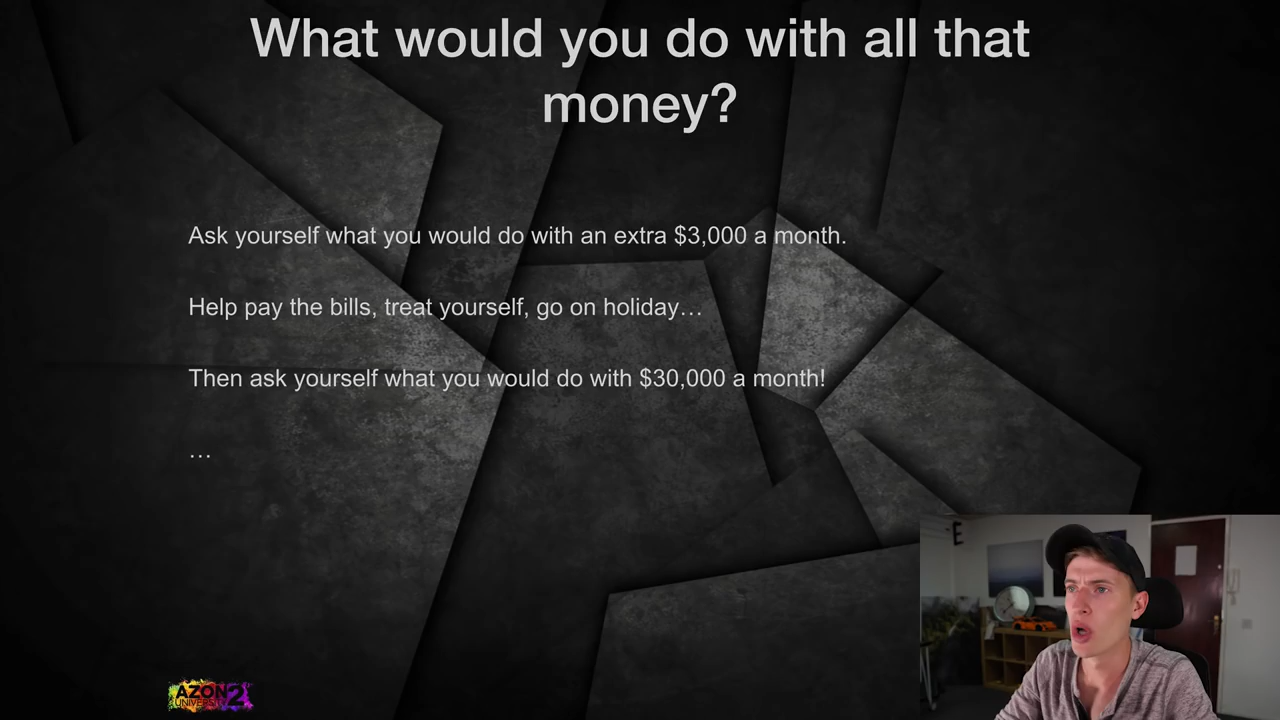 What would you do with all that
money?
Ask yourself what you would do with an extra $3,000 a month.
Help pay the bills, treat yourself, go on holiday…
Then ask yourself what you would do with $30,000 a month!
…
E
AZON 2
UNIVERSITY